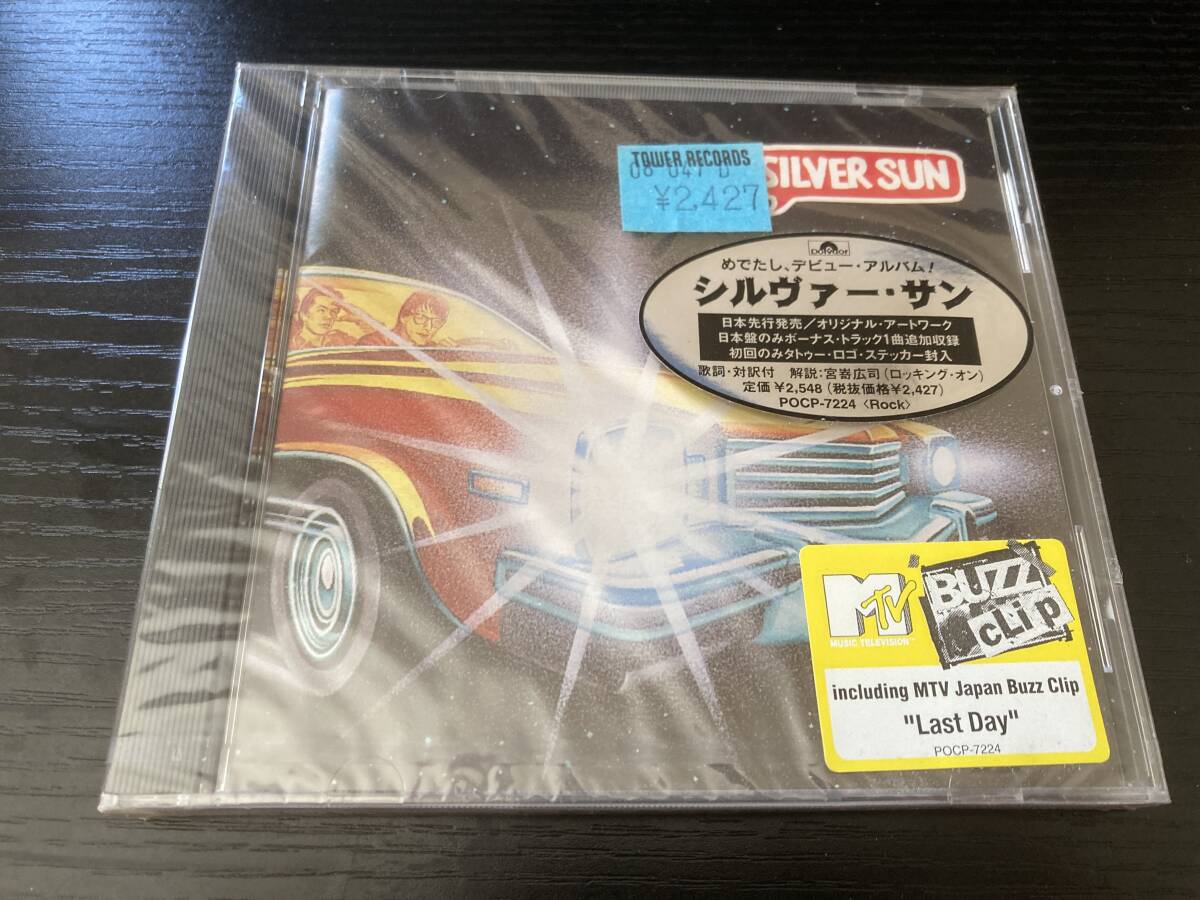 TOWER RECORDS
08 047 D
¥2,427
SILVER SUN
Polydor
めでたし、デビュー・アルバム!
シルヴァー・サン
日本先行発売/オリジナル・アートワーク
日本盤のみボーナス・トラック1曲追加収録
初回のみタトゥー・ロゴ・ステッカー封入
歌詞・対訳付 解説:宮嵜広司(ロッキング・オン)
定価 ¥2,548(税抜価格¥2,427)
POCP-7224〈Rock〉
MTV
MUSIC TELEVISION™
BUZZ
cLip
including MTV Japan Buzz Clip
"Last Day"
POCP-7224